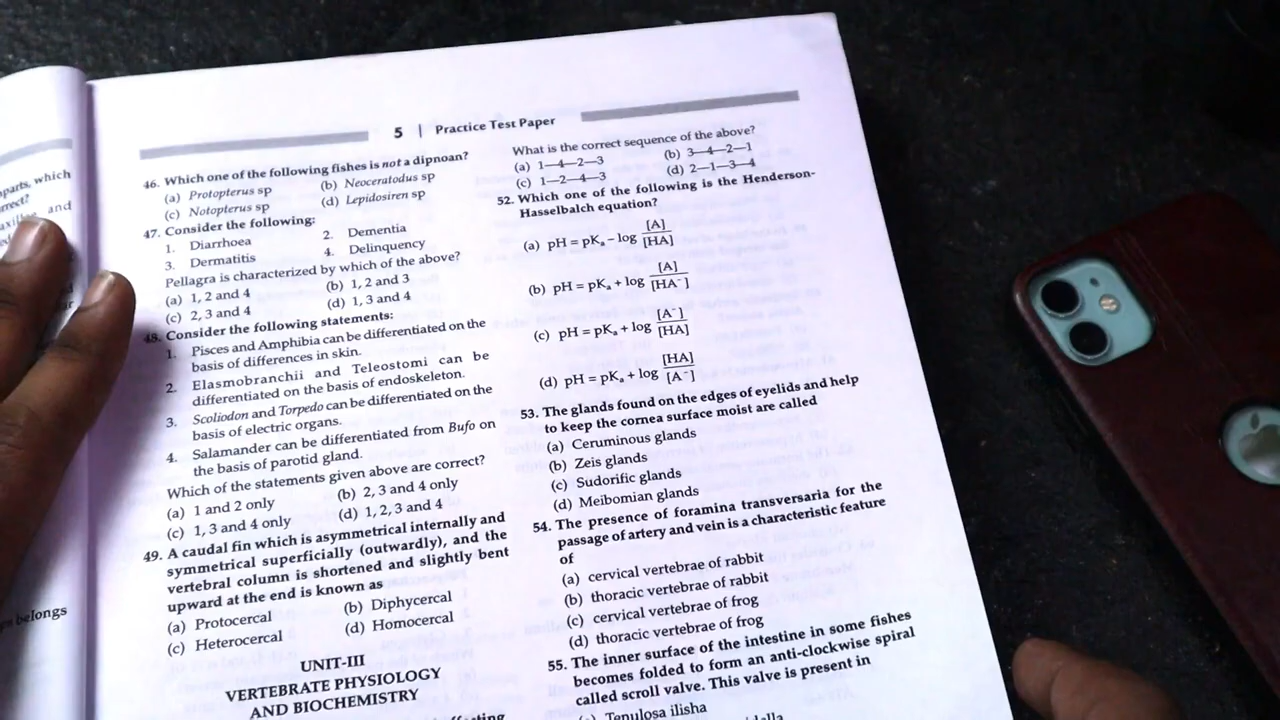 parts, which
rrect?
and
belongs
5 | Practice Test Paper
46. Which one of the following fishes is not a dipnoan?
(a) Protopterus sp (b) Neoceratodus sp
(c) Notopterus sp (d) Lepidosiren sp
47. Consider the following:
1. Diarrhoea 2. Dementia
3. Dermatitis 4. Delinquency
Pellagra is characterized by which of the above?
(a) 1, 2 and 4 (b) 1, 2 and 3
(c) 2, 3 and 4 (d) 1, 3 and 4
48. Consider the following statements:
1. Pisces and Amphibia can be differentiated on the
basis of differences in skin.
2. Elasmobranchii and Teleostomi can be
differentiated on the basis of endoskeleton.
3. Scoliodon and Torpedo can be differentiated on the
basis of electric organs.
4. Salamander can be differentiated from Bufo on
the basis of parotid gland.
Which of the statements given above are correct?
(a) 1 and 2 only (b) 2, 3 and 4 only
(c) 1, 3 and 4 only (d) 1, 2, 3 and 4
49. A caudal fin which is asymmetrical internally and
symmetrical superficially (outwardly), and the
vertebral column is shortened and slightly bent
upward at the end is known as
(a) Protocercal (b) Diphycercal
(c) Heterocercal (d) Homocercal
UNIT-III
VERTEBRATE PHYSIOLOGY
AND BIOCHEMISTRY
What is the correct sequence of the above?
(a) 1—4—2—3 (b) 3—4—2—1
(c) 1—2—4—3 (d) 2—1—3—4
52. Which one of the following is the Henderson-
Hasselbalch equation?
(a) pH = pKa – log [A]/[HA]
(b) pH = pKa + log [A]/[HA⁻]
(c) pH = pKa + log [A⁻]/[HA]
(d) pH = pKa + log [HA]/[A⁻]
53. The glands found on the edges of eyelids and help
to keep the cornea surface moist are called
(a) Ceruminous glands
(b) Zeis glands
(c) Sudorific glands
(d) Meibomian glands
54. The presence of foramina transversaria for the
passage of artery and vein is a characteristic feature
of
(a) cervical vertebrae of rabbit
(b) thoracic vertebrae of rabbit
(c) cervical vertebrae of frog
(d) thoracic vertebrae of frog
55. The inner surface of the intestine in some fishes
becomes folded to form an anti-clockwise spiral
called scroll valve. This valve is present in
Tenulosa ilisha